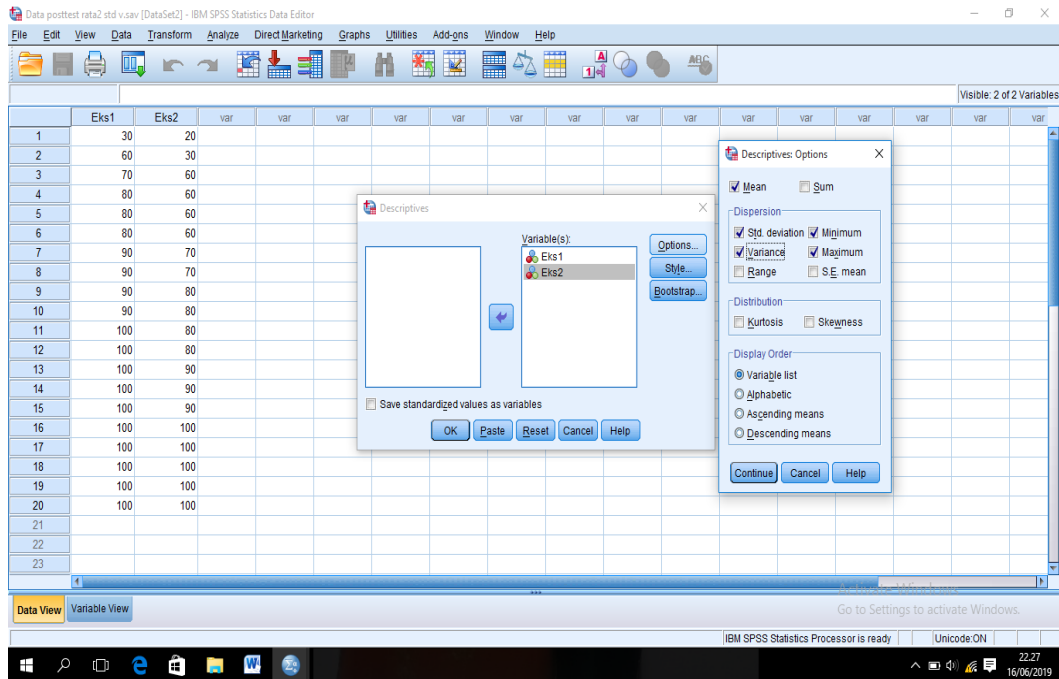 Data posttest rata2 std v.sav [DataSet2] - IBM SPSS Statistics Data Editor
File Edit View Data Transform Analyze Direct Marketing Graphs Utilities Add-ons Window Help
Visible: 2 of 2 Variables
Eks1 Eks2 var var var var var var var var var var var var var var var
1 30 20
2 60 30
3 70 60
4 80 60
5 80 60
6 80 60
7 90 70
8 90 70
9 90 80
10 90 80
11 100 80
12 100 80
13 100 90
14 100 90
15 100 90
16 100 100
17 100 100
18 100 100
19 100 100
20 100 100
21
22
23
Descriptives
Variable(s):
Eks1
Eks2
Options...
Style...
Bootstrap...
Save standardized values as variables
OK Paste Reset Cancel Help
Descriptives: Options
Mean Sum
Dispersion
Std. deviation Minimum
Variance Maximum
Range S.E. mean
Distribution
Kurtosis Skewness
Display Order
Variable list
Alphabetic
Ascending means
Descending means
Continue Cancel Help
Data View Variable View
Activate Windows
Go to Settings to activate Windows.
IBM SPSS Statistics Processor is ready Unicode:ON
22.27
16/06/2019